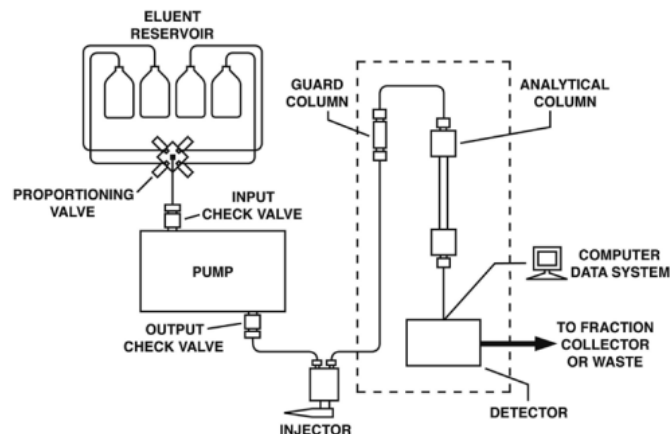 ELUENT
RESERVOIR
PROPORTIONING
VALVE
INPUT
CHECK VALVE
PUMP
OUTPUT
CHECK VALVE
INJECTOR
GUARD
COLUMN
ANALYTICAL
COLUMN
COMPUTER
DATA SYSTEM
TO FRACTION
COLLECTOR
OR WASTE
DETECTOR